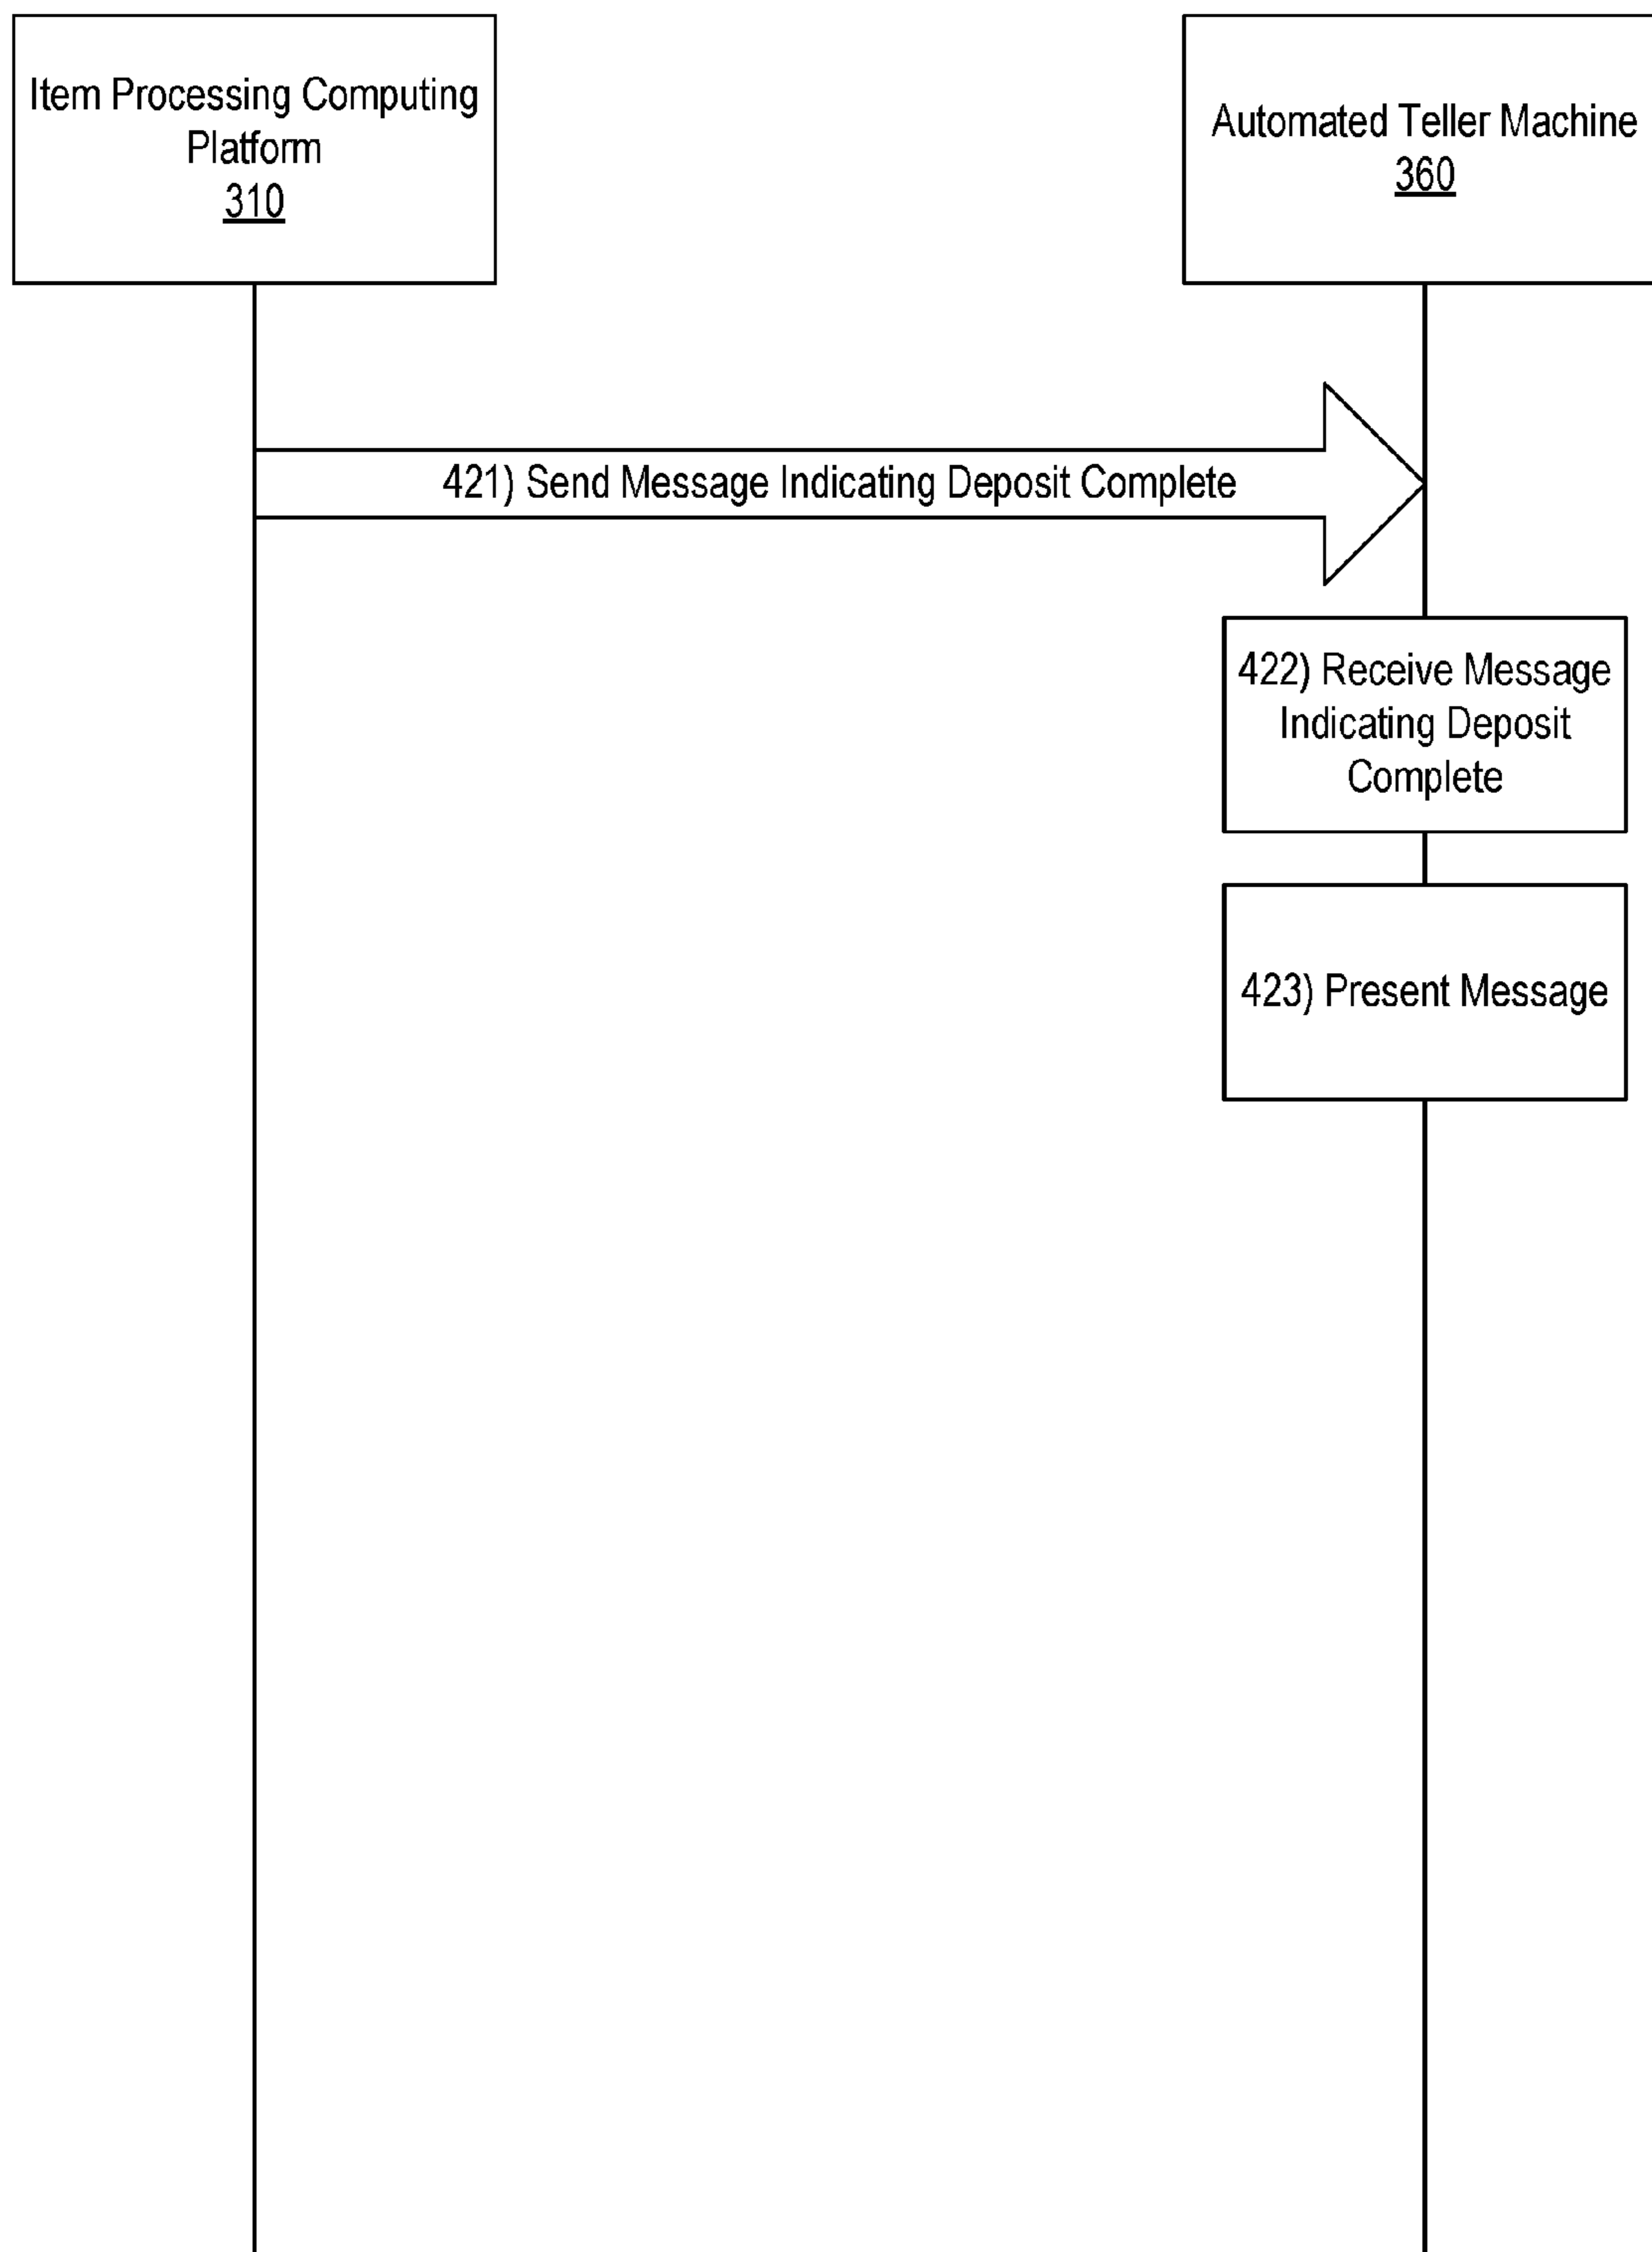 Item Processing Computing
Platform
310
Automated Teller Machine
360
421) Send Message Indicating Deposit Complete
422) Receive Message
Indicating Deposit
Complete
423) Present Message